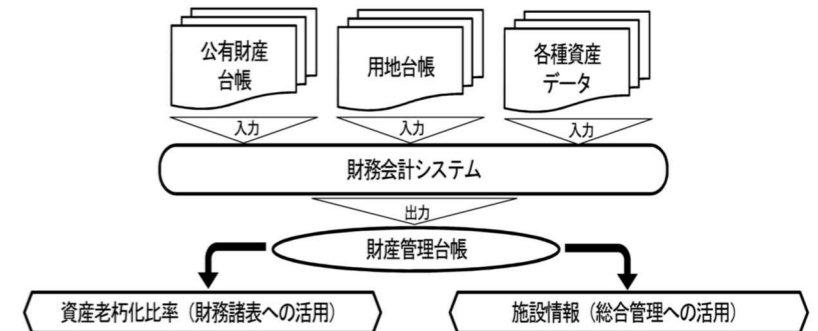 公有財産
台帳
用地台帳
各種資産
データ
入力
入力
入力
財務会計システム
出力
財産管理台帳
資産老朽化比率（財務諸表への活用）
施設情報（総合管理への活用）